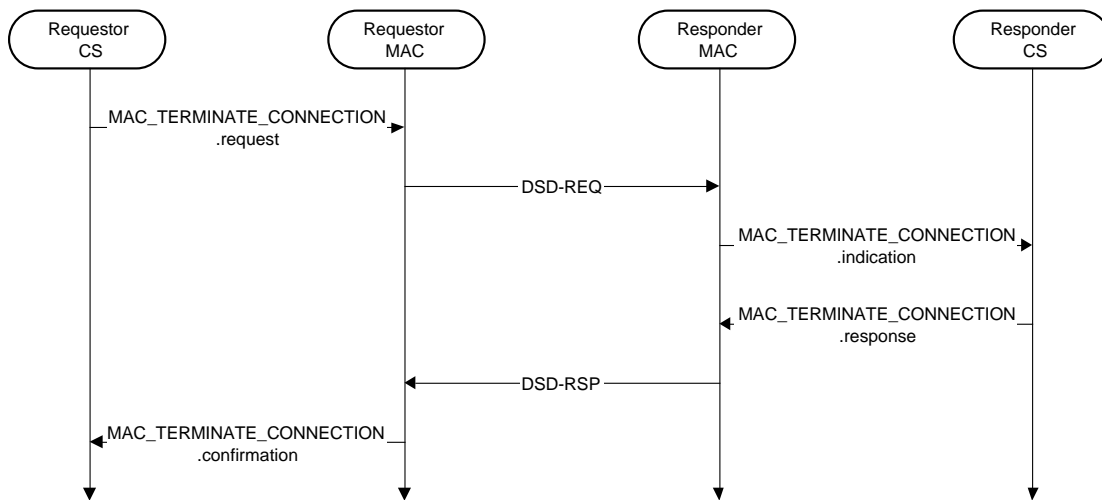 Requestor
CS
Requestor
MAC
Responder
MAC
Responder
CS
MAC_TERMINATE_CONNECTION
.request
DSD-REQ
MAC_TERMINATE_CONNECTION
.indication
MAC_TERMINATE_CONNECTION
.response
DSD-RSP
MAC_TERMINATE_CONNECTION
.confirmation